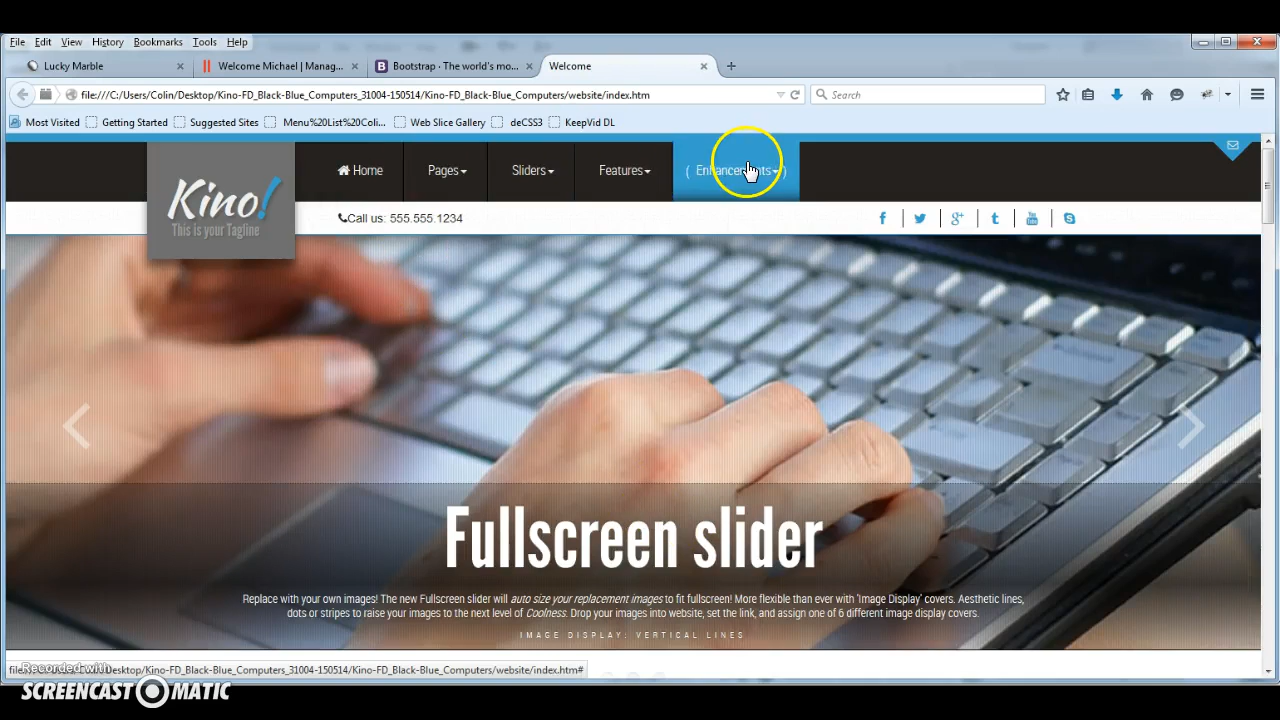 File Edit View History Bookmarks Tools Help
Lucky Marble × Welcome Michael | Manag... × Bootstrap · The world's mo... × Welcome × +
file:///C:/Users/Colin/Desktop/Kino-FD_Black-Blue_Computers_31004-150514/Kino-FD_Black-Blue_Computers/website/index.htm Search
Most Visited Getting Started Suggested Sites Menu%20List%20Coli... Web Slice Gallery deCSS3 KeepVid DL
Kino!
This is your Tagline
Home Pages Sliders Features ( Enhancements )
Call us: 555.555.1234
Fullscreen slider
Replace with your own images! The new Fullscreen slider will auto size your replacement images to fit fullscreen! More flexible than ever with 'Image Display' covers. Aesthetic lines,
dots or stripes to raise your images to the next level of Coolness. Drop your images into website, set the link, and assign one of 6 different image display covers.
IMAGE DISPLAY: VERTICAL LINES
file:///C:/Users/Colin/Desktop/Kino-FD_Black-Blue_Computers_31004-150514/Kino-FD_Black-Blue_Computers/website/index.htm#
Recorded with
SCREENCAST MATIC